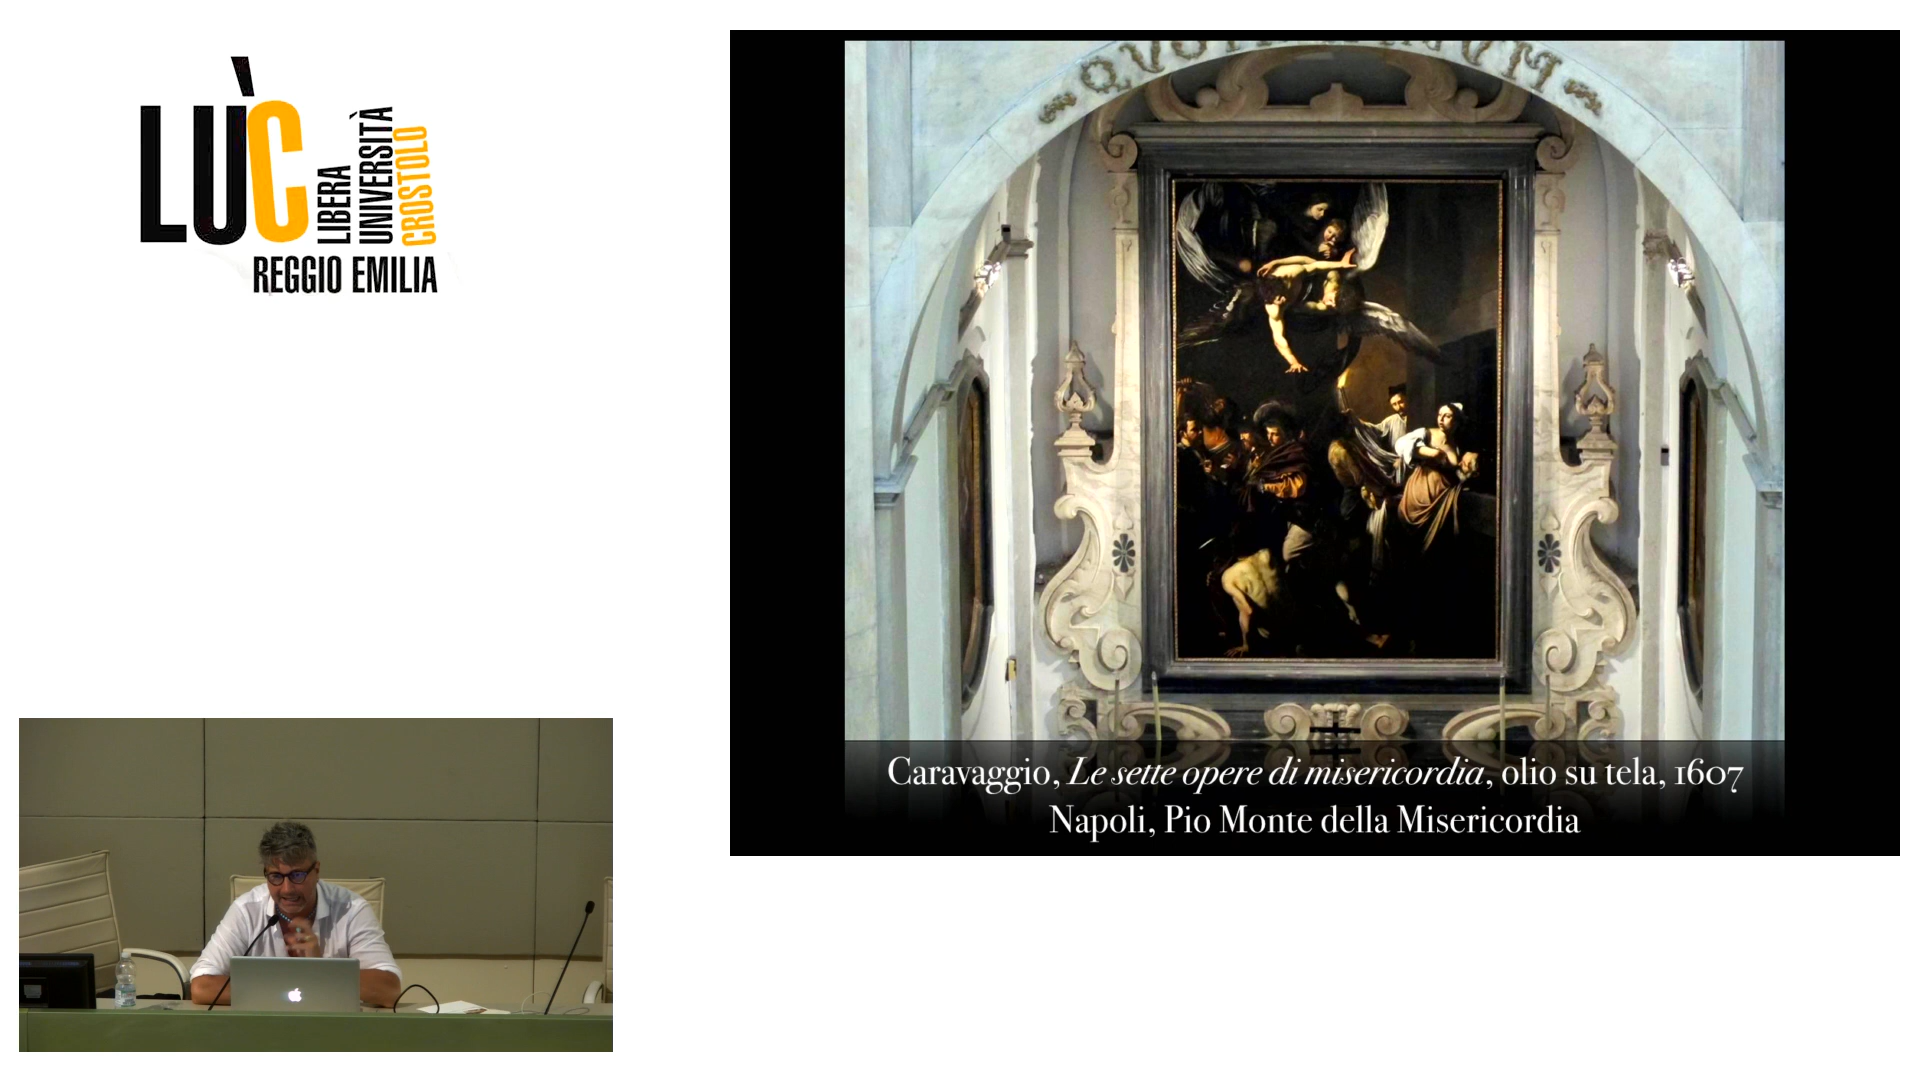 LÙC
LIBERA
UNIVERSITÀ
CROSTOLO
REGGIO EMILIA
Caravaggio, Le sette opere di misericordia, olio su tela, 1607
Napoli, Pio Monte della Misericordia